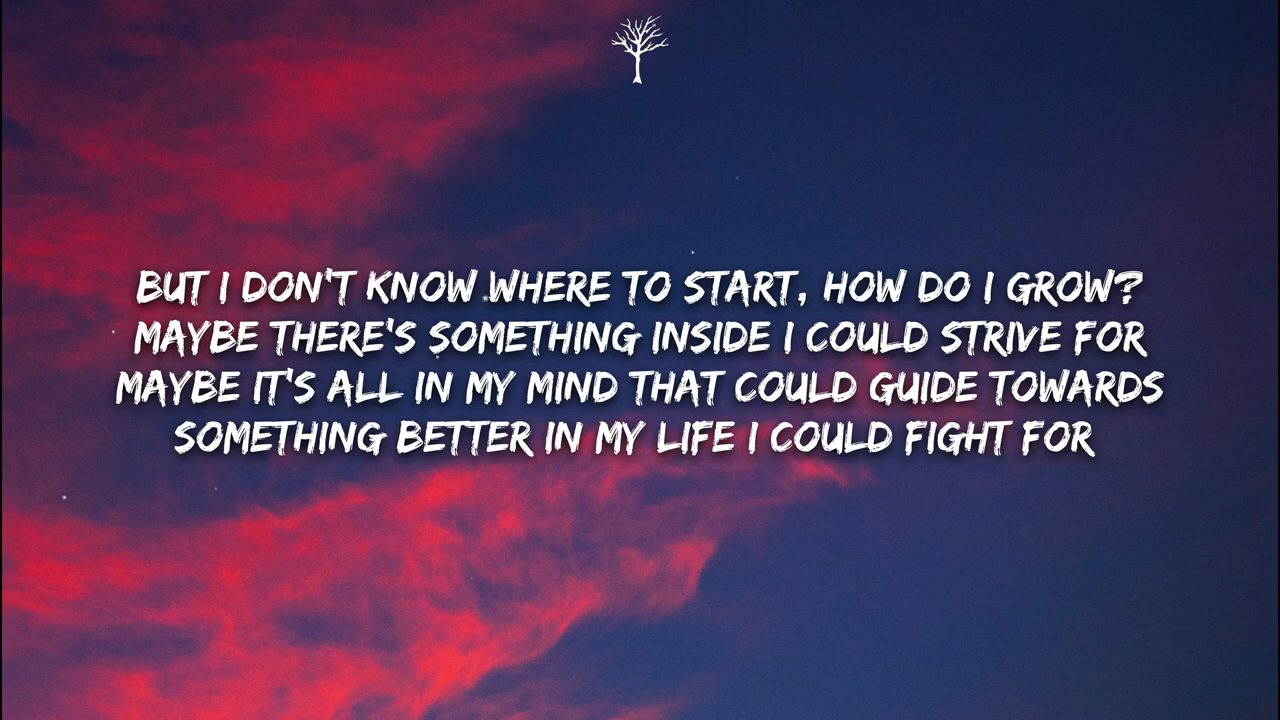 BUT I DON'T KNOW WHERE TO START, HOW DO I GROW?
MAYBE THERE'S SOMETHING INSIDE I COULD STRIVE FOR
MAYBE IT'S ALL IN MY MIND THAT COULD GUIDE TOWARDS
SOMETHING BETTER IN MY LIFE I COULD FIGHT FOR